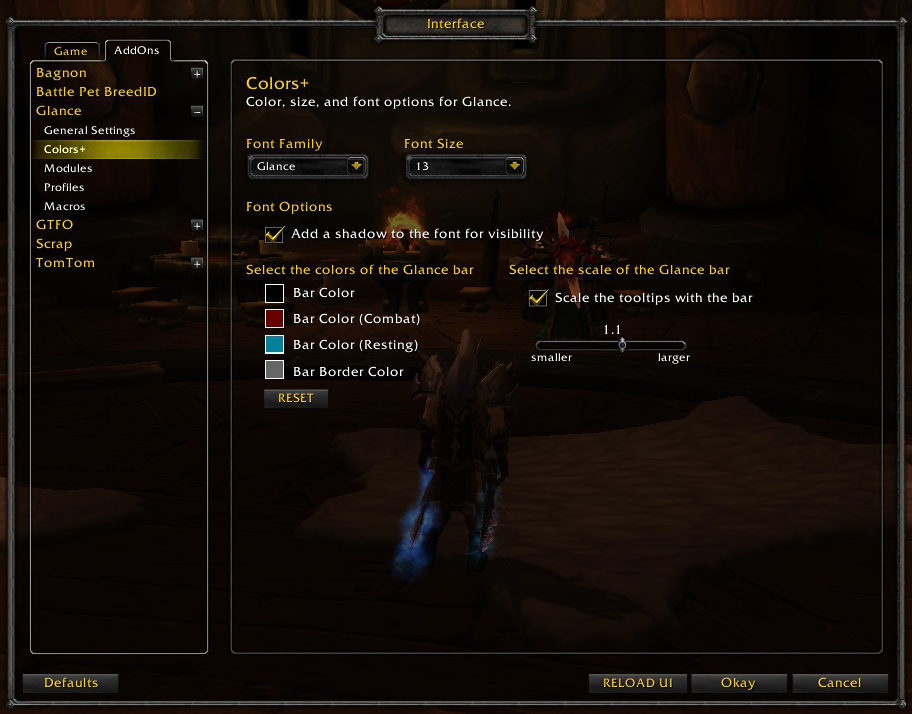 Interface
Game
AddOns
Bagnon
Battle Pet BreedID
Glance
General Settings
Colors+
Modules
Profiles
Macros
GTFO
Scrap
TomTom
Colors+
Color, size, and font options for Glance.
Font Family
Font Size
Glance
13
Font Options
Add a shadow to the font for visibility
Select the colors of the Glance bar
Bar Color
Bar Color (Combat)
Bar Color (Resting)
Bar Border Color
RESET
Select the scale of the Glance bar
Scale the tooltips with the bar
1.1
smaller
larger
Defaults
RELOAD UI
Okay
Cancel